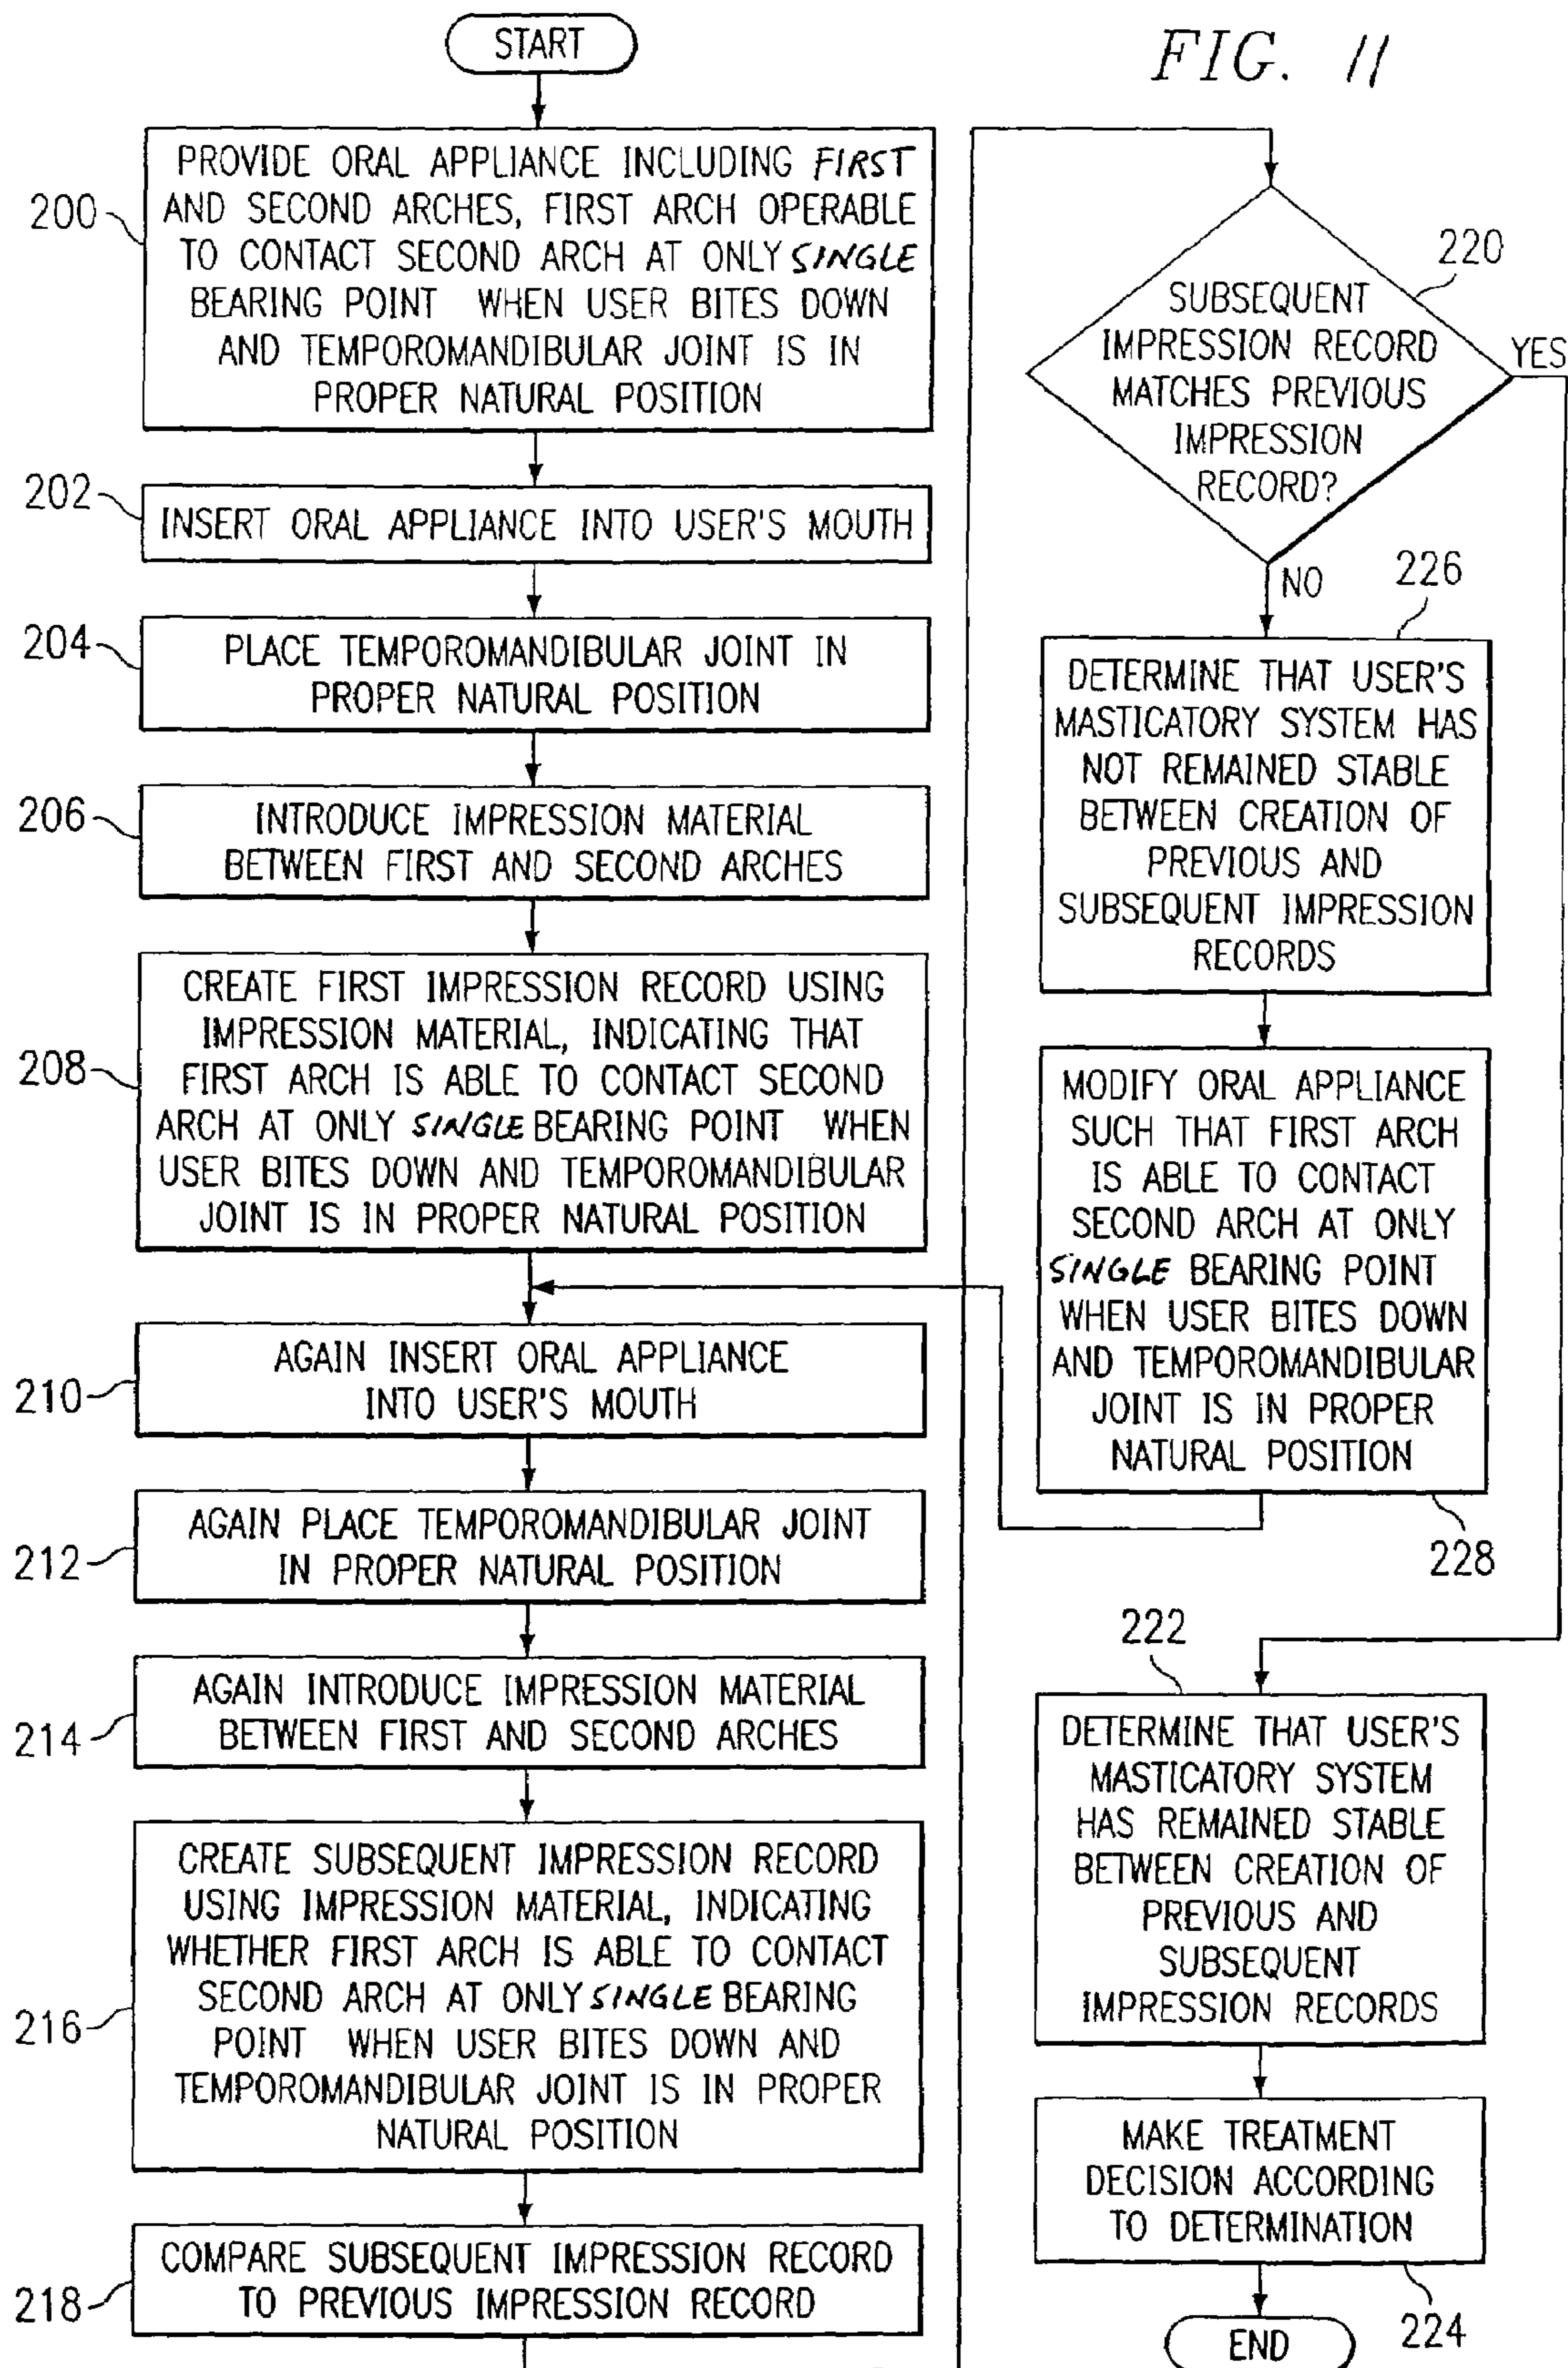 START
FIG. 11
200
PROVIDE ORAL APPLIANCE INCLUDING FIRST
AND SECOND ARCHES, FIRST ARCH OPERABLE
TO CONTACT SECOND ARCH AT ONLY SINGLE
BEARING POINT WHEN USER BITES DOWN
AND TEMPOROMANDIBULAR JOINT IS IN
PROPER NATURAL POSITION
202
INSERT ORAL APPLIANCE INTO USER'S MOUTH
204
PLACE TEMPOROMANDIBULAR JOINT IN
PROPER NATURAL POSITION
206
INTRODUCE IMPRESSION MATERIAL
BETWEEN FIRST AND SECOND ARCHES
208
CREATE FIRST IMPRESSION RECORD USING
IMPRESSION MATERIAL, INDICATING THAT
FIRST ARCH IS ABLE TO CONTACT SECOND
ARCH AT ONLY SINGLE BEARING POINT WHEN
USER BITES DOWN AND TEMPOROMANDIBULAR
JOINT IS IN PROPER NATURAL POSITION
210
AGAIN INSERT ORAL APPLIANCE
INTO USER'S MOUTH
212
AGAIN PLACE TEMPOROMANDIBULAR JOINT
IN PROPER NATURAL POSITION
214
AGAIN INTRODUCE IMPRESSION MATERIAL
BETWEEN FIRST AND SECOND ARCHES
216
CREATE SUBSEQUENT IMPRESSION RECORD
USING IMPRESSION MATERIAL, INDICATING
WHETHER FIRST ARCH IS ABLE TO CONTACT
SECOND ARCH AT ONLY SINGLE BEARING
POINT WHEN USER BITES DOWN AND
TEMPOROMANDIBULAR JOINT IS IN PROPER
NATURAL POSITION
218
COMPARE SUBSEQUENT IMPRESSION RECORD
TO PREVIOUS IMPRESSION RECORD
220
SUBSEQUENT
IMPRESSION RECORD
MATCHES PREVIOUS
IMPRESSION
RECORD?
YES
NO
226
DETERMINE THAT USER'S
MASTICATORY SYSTEM HAS
NOT REMAINED STABLE
BETWEEN CREATION OF
PREVIOUS AND
SUBSEQUENT IMPRESSION
RECORDS
MODIFY ORAL APPLIANCE
SUCH THAT FIRST ARCH
IS ABLE TO CONTACT
SECOND ARCH AT ONLY
SINGLE BEARING POINT
WHEN USER BITES DOWN
AND TEMPOROMANDIBULAR
JOINT IS IN PROPER
NATURAL POSITION
228
222
DETERMINE THAT USER'S
MASTICATORY SYSTEM
HAS REMAINED STABLE
BETWEEN CREATION OF
PREVIOUS AND
SUBSEQUENT
IMPRESSION RECORDS
MAKE TREATMENT
DECISION ACCORDING
TO DETERMINATION
224
END